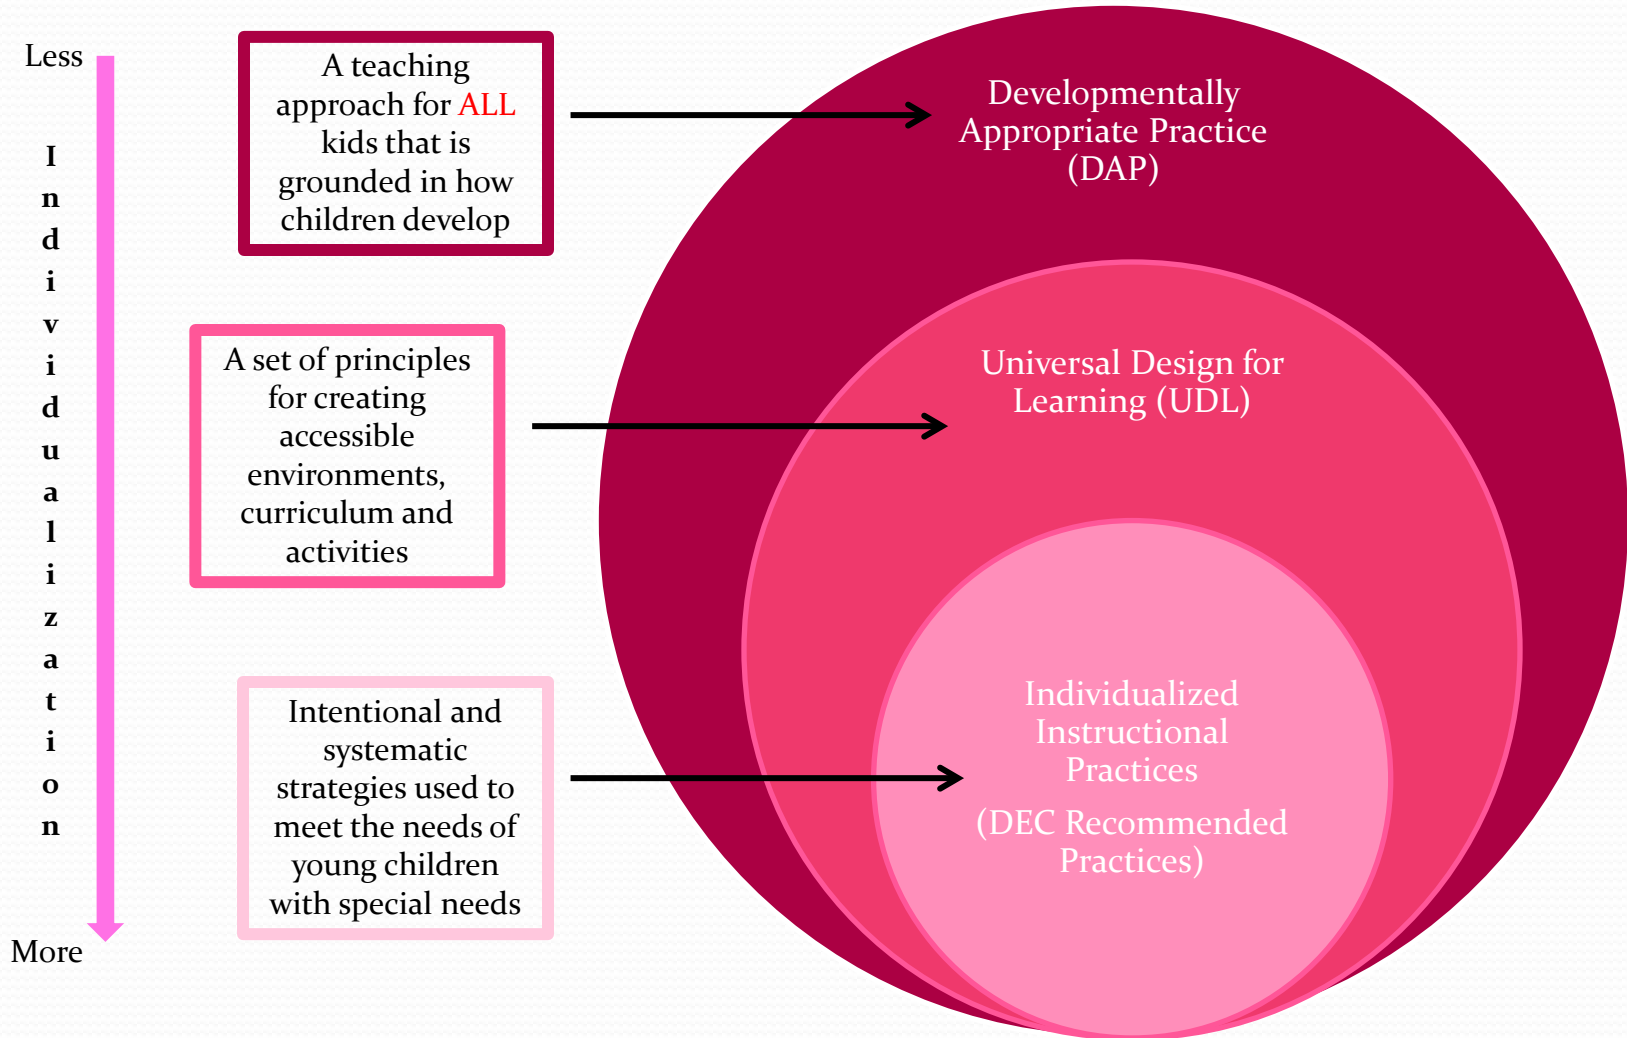 Less
Individualization
More
A teaching
approach for ALL
kids that is
grounded in how
children develop
Developmentally
Appropriate Practice
(DAP)
A set of principles
for creating
accessible
environments,
curriculum and
activities
Universal Design for
Learning (UDL)
Intentional and
systematic
strategies used to
meet the needs of
young children
with special needs
Individualized
Instructional
Practices
(DEC Recommended
Practices)